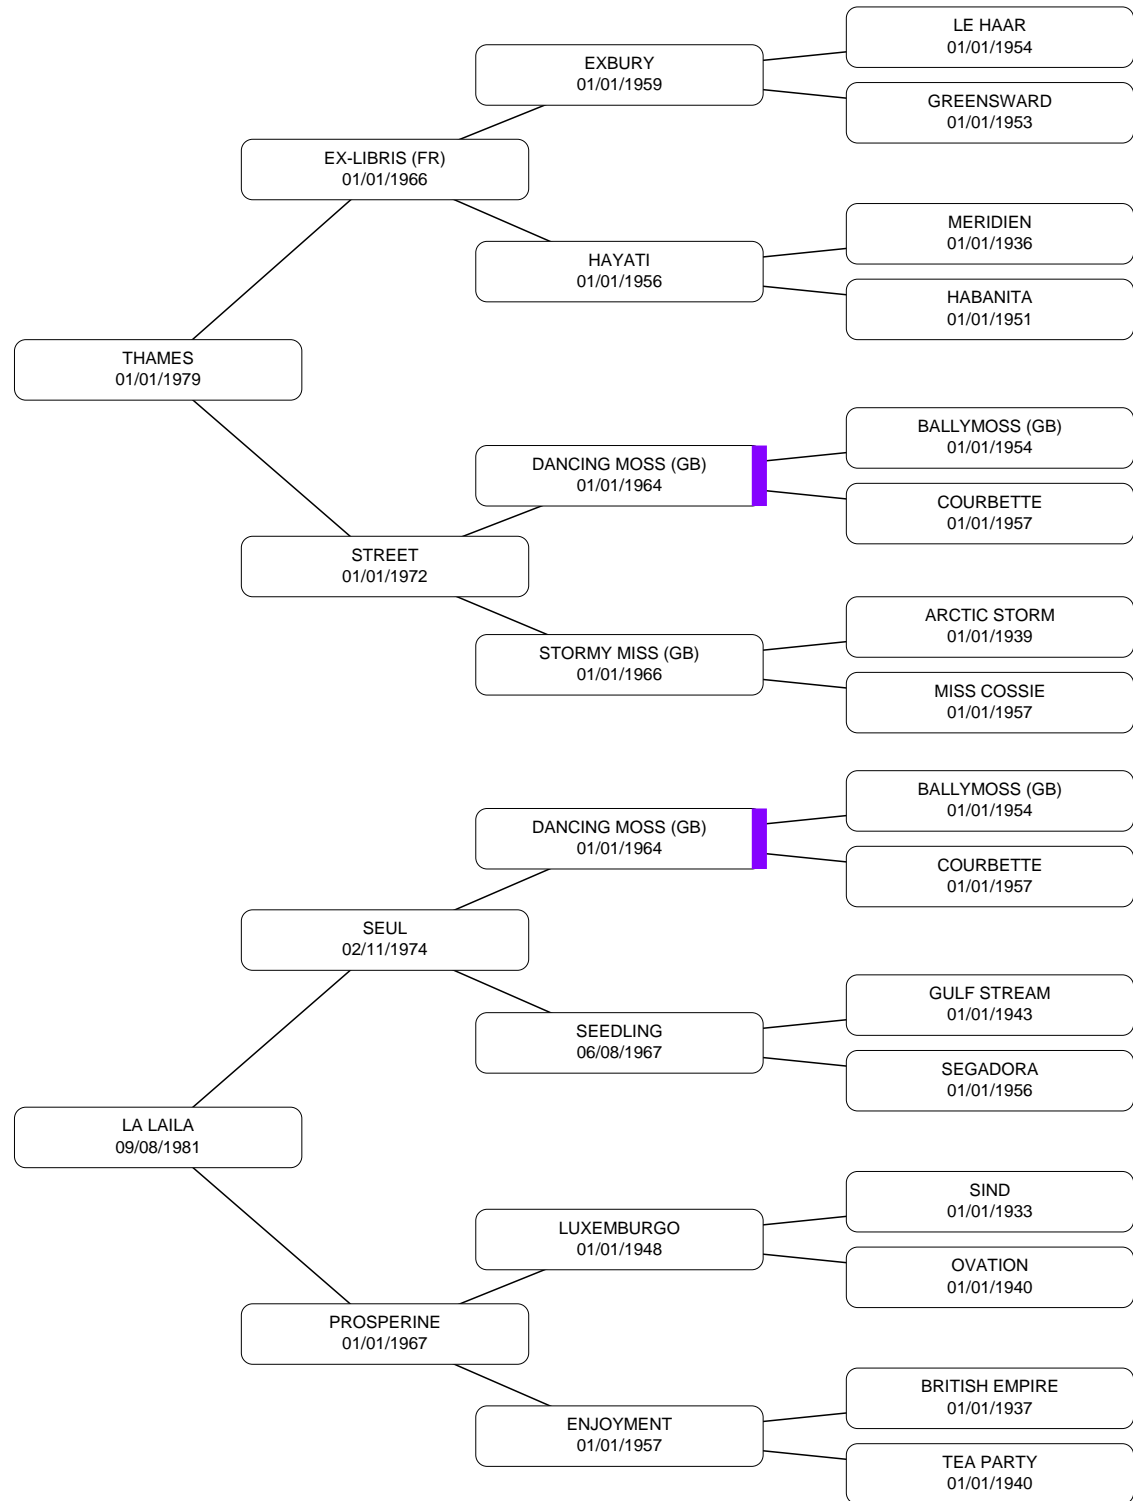 LE HAAR
01/01/1954
EXBURY
01/01/1959
GREENSWARD
01/01/1953
EX-LIBRIS (FR)
01/01/1966
MERIDIEN
01/01/1936
HAYATI
01/01/1956
HABANITA
01/01/1951
THAMES
01/01/1979
BALLYMOSS (GB)
01/01/1954
DANCING MOSS (GB)
01/01/1964
COURBETTE
01/01/1957
STREET
01/01/1972
ARCTIC STORM
01/01/1939
STORMY MISS (GB)
01/01/1966
MISS COSSIE
01/01/1957
BALLYMOSS (GB)
01/01/1954
DANCING MOSS (GB)
01/01/1964
COURBETTE
01/01/1957
SEUL
02/11/1974
GULF STREAM
01/01/1943
SEEDLING
06/08/1967
SEGADORA
01/01/1956
LA LAILA
09/08/1981
SIND
01/01/1933
LUXEMBURGO
01/01/1948
OVATION
01/01/1940
PROSPERINE
01/01/1967
BRITISH EMPIRE
01/01/1937
ENJOYMENT
01/01/1957
TEA PARTY
01/01/1940